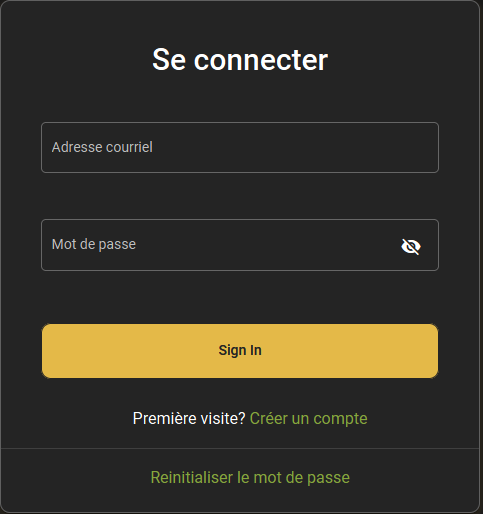 Se connecter
Adresse courriel
Mot de passe
Sign In
Première visite? Créer un compte
Reinitialiser le mot de passe